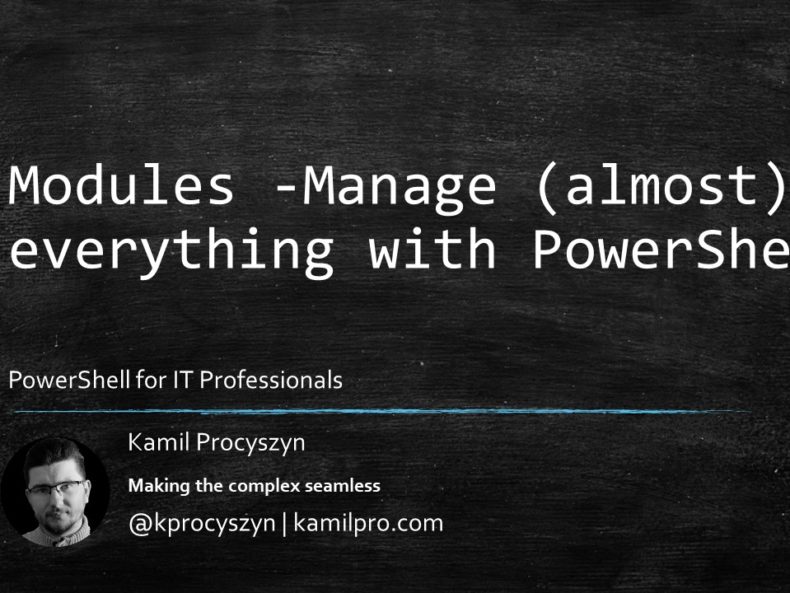 Modules -Manage (almost)
everything with PowerShe
PowerShell for IT Professionals
Kamil Procyszyn
Making the complex seamless
@kprocyszyn | kamilpro.com